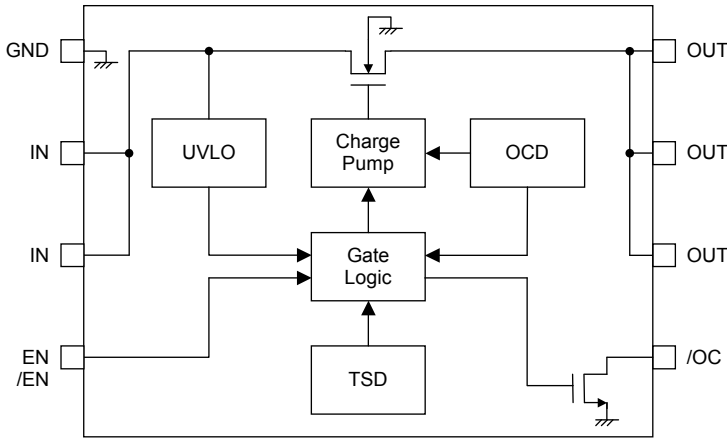 GND
OUT
IN
UVLO
Charge
Pump
OCD
OUT
IN
Gate
Logic
OUT
EN
/EN
TSD
/OC